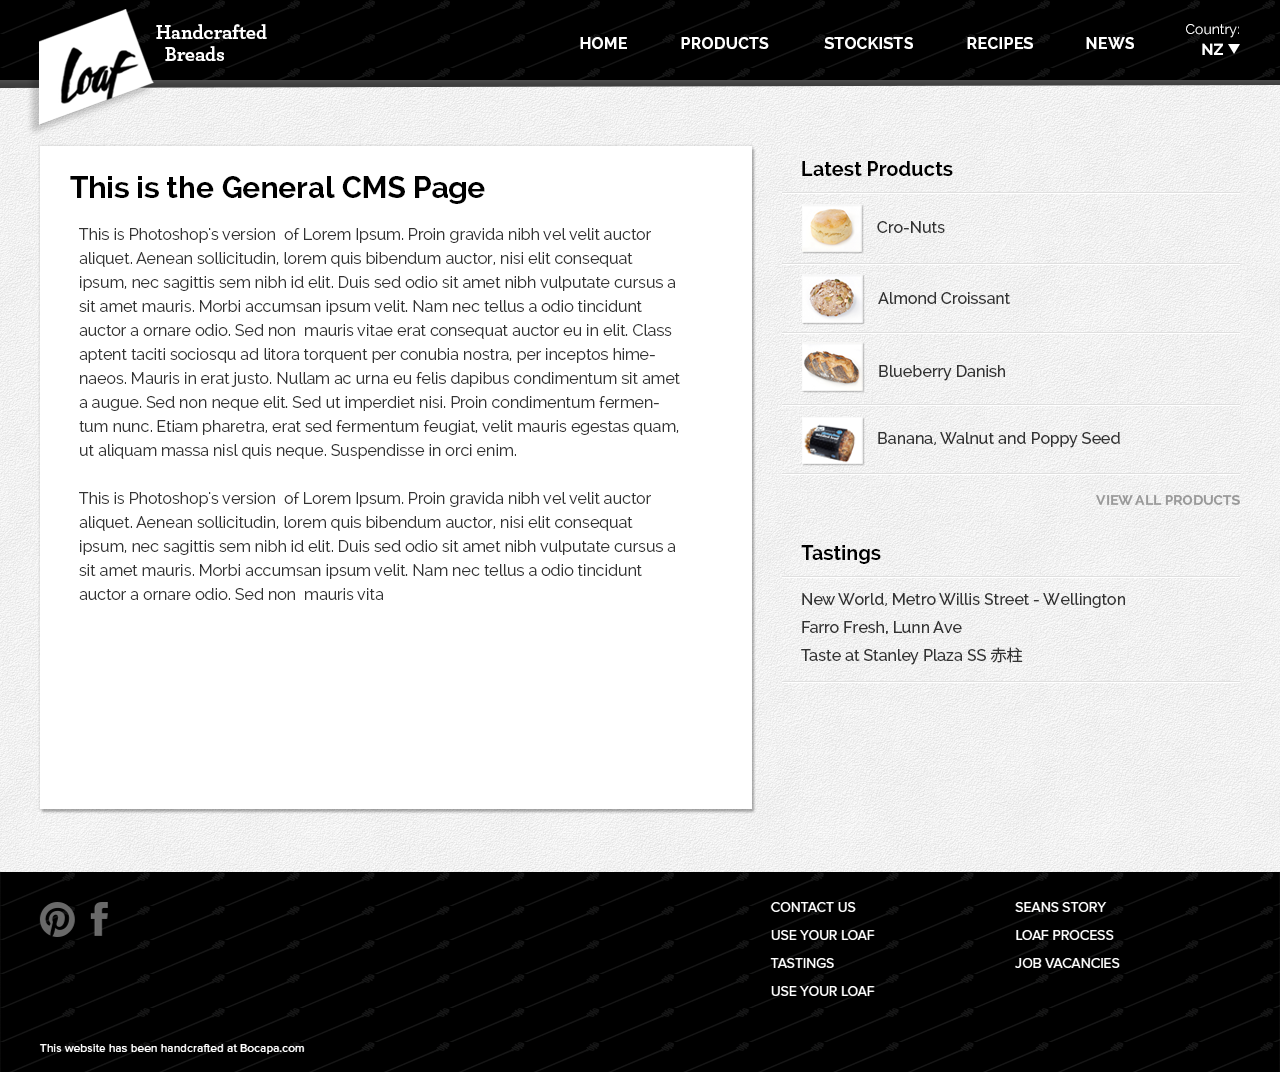 Loaf
Handcrafted
Breads
HOME
PRODUCTS
STOCKISTS
RECIPES
NEWS
Country:
NZ
This is the General CMS Page
This is Photoshop's version  of Lorem Ipsum. Proin gravida nibh vel velit auctor
aliquet. Aenean sollicitudin, lorem quis bibendum auctor, nisi elit consequat
ipsum, nec sagittis sem nibh id elit. Duis sed odio sit amet nibh vulputate cursus a
sit amet mauris. Morbi accumsan ipsum velit. Nam nec tellus a odio tincidunt
auctor a ornare odio. Sed non  mauris vitae erat consequat auctor eu in elit. Class
aptent taciti sociosqu ad litora torquent per conubia nostra, per inceptos hime-
naeos. Mauris in erat justo. Nullam ac urna eu felis dapibus condimentum sit amet
a augue. Sed non neque elit. Sed ut imperdiet nisi. Proin condimentum fermen-
tum nunc. Etiam pharetra, erat sed fermentum feugiat, velit mauris egestas quam,
ut aliquam massa nisl quis neque. Suspendisse in orci enim.
This is Photoshop's version  of Lorem Ipsum. Proin gravida nibh vel velit auctor
aliquet. Aenean sollicitudin, lorem quis bibendum auctor, nisi elit consequat
ipsum, nec sagittis sem nibh id elit. Duis sed odio sit amet nibh vulputate cursus a
sit amet mauris. Morbi accumsan ipsum velit. Nam nec tellus a odio tincidunt
auctor a ornare odio. Sed non  mauris vita
Latest Products
Cro-Nuts
Almond Croissant
Blueberry Danish
Banana, Walnut and Poppy Seed
VIEW ALL PRODUCTS
Tastings
New World, Metro Willis Street - Wellington
Farro Fresh, Lunn Ave
Taste at Stanley Plaza SS 赤柱
CONTACT US
USE YOUR LOAF
TASTINGS
USE YOUR LOAF
SEANS STORY
LOAF PROCESS
JOB VACANCIES
This website has been handcrafted at Bocapa.com